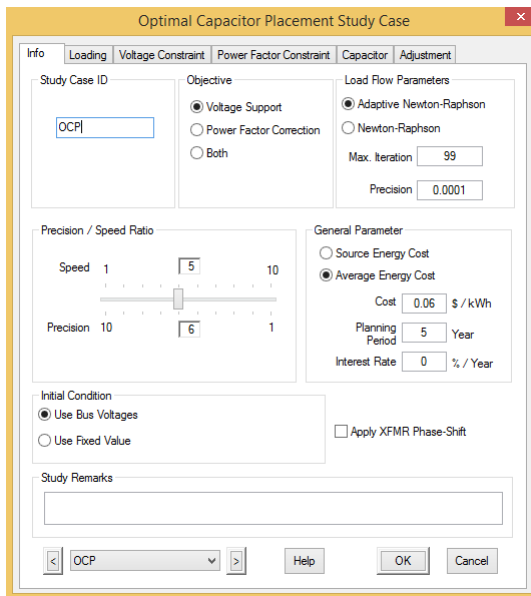 Optimal Capacitor Placement Study Case
Info Loading Voltage Constraint Power Factor Constraint Capacitor Adjustment
Study Case ID
OCP
Objective
Voltage Support
Power Factor Correction
Both
Load Flow Parameters
Adaptive Newton-Raphson
Newton-Raphson
Max. Iteration 99
Precision 0.0001
Precision / Speed Ratio
Speed 1 5 10
Precision 10 6 1
General Parameter
Source Energy Cost
Average Energy Cost
Cost 0.06 $ / kWh
Planning
Period 5 Year
Interest Rate 0 % / Year
Initial Condition
Use Bus Voltages
Use Fixed Value
Apply XFMR Phase-Shift
Study Remarks
< OCP > Help OK Cancel